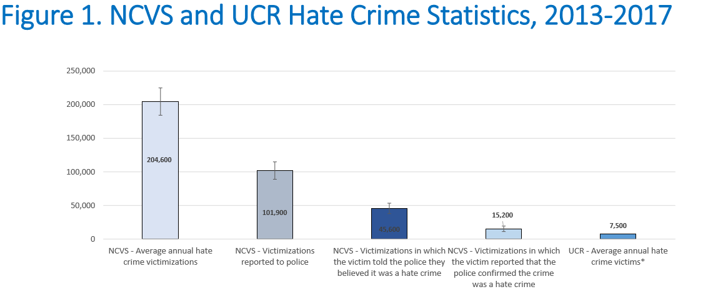 Figure 1. NCVS and UCR Hate Crime Statistics, 2013-2017
250,000
200,000
150,000
100,000
50,000
0
204,600
101,900
15,200
7,500
NCVS - Average annual hate
crime victimizations
NCVS - Victimizations
reported to police
NCVS - Victimizations in which
the victim told the police they
believed it was a hate crime
NCVS - Victimizations in which
the victim reported that the
police confirmed the crime
was a hate crime
UCR - Average annual hate
crime victims*